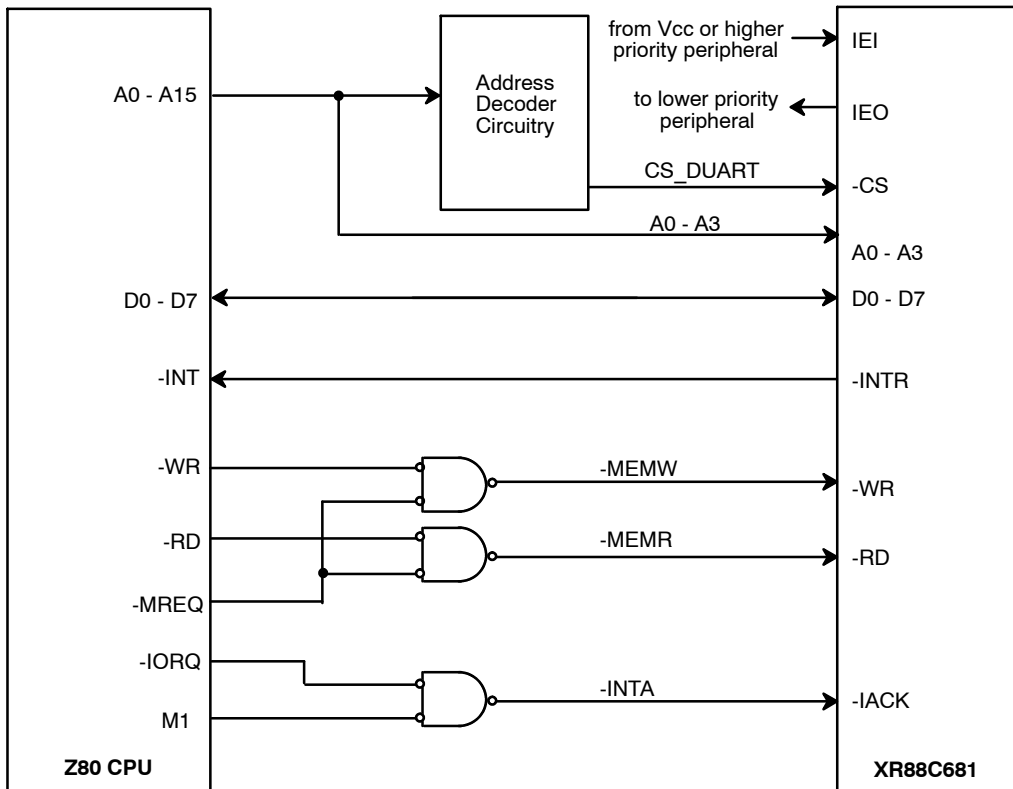 from Vcc or higher
priority peripheral
IEI
A0 - A15
Address
Decoder
Circuitry
to lower priority
peripheral
IEO
CS_DUART
-CS
A0 - A3
A0 - A3
D0 - D7
D0 - D7
-INT
-INTR
-WR
-MEMW
-WR
-RD
-MEMR
-RD
-MREQ
-IORQ
-INTA
-IACK
M1
Z80 CPU
XR88C681